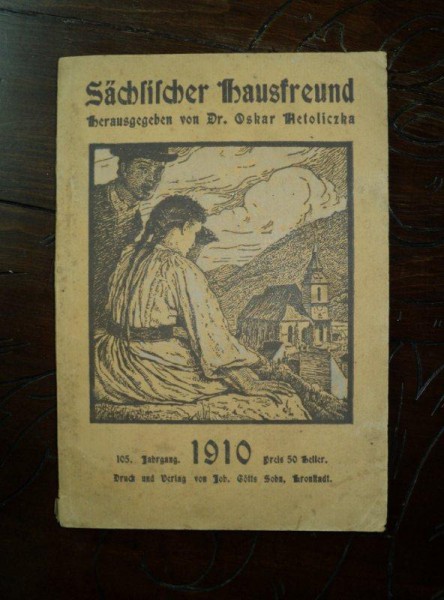 Sächsischer Hausfreund
Herausgegeben von Dr. Oskar Netoliczka
105. Jahrgang. 1910 Preis 50 Heller.
Druck und Verlag von Joh. Götts Sohn, Kronstadt.